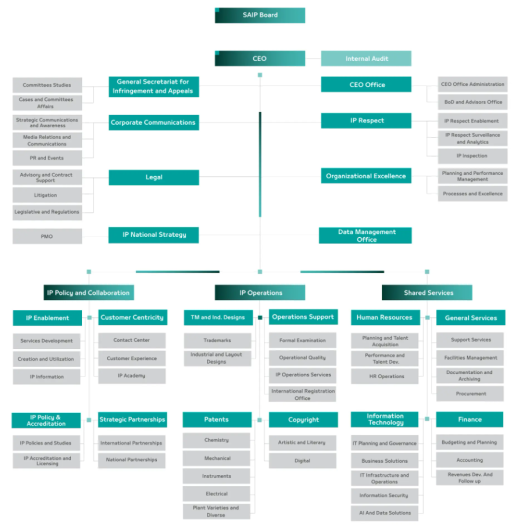 SAIP Board
CEO
Internal Audit
General Secretariat for
Infringement and Appeals
Committees Studies
Cases and Committees
Affairs
CEO Office
CEO Office Administration
BoD and Advisors Office
Corporate Communications
Strategic Communications
and Awareness
Media Relations and
Communications
PR and Events
IP Respect
IP Respect Enablement
IP Respect Surveillance
and Analytics
IP Inspection
Legal
Advisory and Contract
Support
Litigation
Legislative and Regulations
Organizational Excellence
Planning and Performance
Management
Processes and Excellence
IP National Strategy
PMO
Data Management
Office
IP Policy and Collaboration
IP Operations
Shared Services
IP Enablement
Services Development
Creation and Utilization
IP Information
Customer Centricity
Contact Center
Customer Experience
IP Academy
TM and Ind. Designs
Trademarks
Industrial and Layout
Designs
Operations Support
Formal Examination
Operational Quality
IP Operations Services
International Registration
Office
Human Resources
Planning and Talent
Acquisition
Performance and
Talent Dev.
HR Operations
General Services
Support Services
Facilities Management
Documentation and
Archiving
Procurement
IP Policy &
Accreditation
IP Policies and Studies
IP Accreditation and
Licensing
Strategic Partnerships
International Partnerships
National Partnerships
Patents
Chemistry
Mechanical
Instruments
Electrical
Plant Varieties and
Diverse
Copyright
Artistic and Literary
Digital
Information
Technology
IT Planning and Governance
Business Solutions
IT Infrastructure and
Operations
Information Security
AI And Data Solutions
Finance
Budgeting and Planning
Accounting
Revenues Dev. And
Follow up